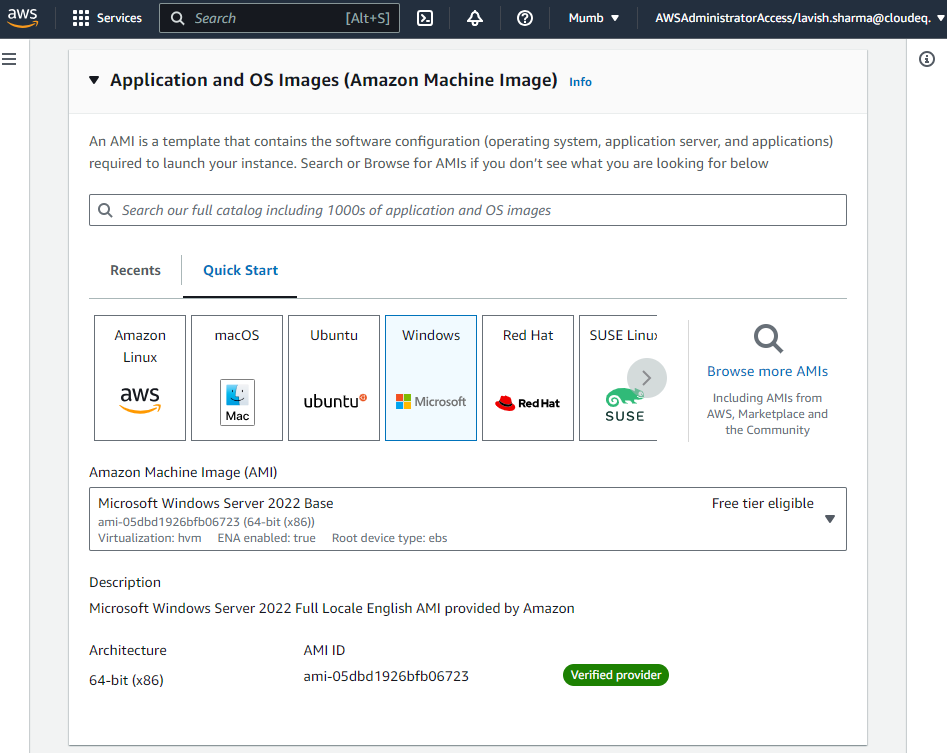 aws
Services
Search [Alt+S]
Mumb
AWSAdministratorAccess/lavish.sharma@cloudeq.
Application and OS Images (Amazon Machine Image) Info
An AMI is a template that contains the software configuration (operating system, application server, and applications)
required to launch your instance. Search or Browse for AMIs if you don’t see what you are looking for below
Search our full catalog including 1000s of application and OS images
Recents
Quick Start
Amazon
Linux
aws
macOS
Mac
Ubuntu
ubuntu
Windows
Microsoft
Red Hat
Red Hat
SUSE Linux
SUSE
Browse more AMIs
Including AMIs from
AWS, Marketplace and
the Community
Amazon Machine Image (AMI)
Microsoft Windows Server 2022 Base
Free tier eligible
ami-05dbd1926bfb06723 (64-bit (x86))
Virtualization: hvm ENA enabled: true Root device type: ebs
Description
Microsoft Windows Server 2022 Full Locale English AMI provided by Amazon
Architecture
AMI ID
64-bit (x86)
ami-05dbd1926bfb06723
Verified provider